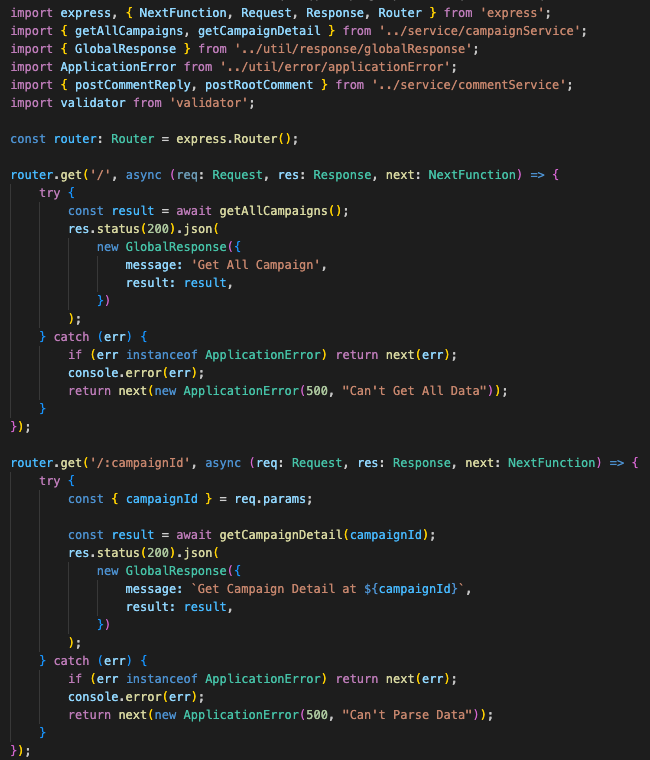 import express, { NextFunction, Request, Response, Router } from 'express';
import { getAllCampaigns, getCampaignDetail } from '../service/campaignService';
import { GlobalResponse } from '../util/response/globalResponse';
import ApplicationError from '../util/error/applicationError';
import { postCommentReply, postRootComment } from '../service/commentService';
import validator from 'validator';

const router: Router = express.Router();

router.get('/', async (req: Request, res: Response, next: NextFunction) => {
    try {
        const result = await getAllCampaigns();
        res.status(200).json(
            new GlobalResponse({
                message: 'Get All Campaign',
                result: result,
            })
        );
    } catch (err) {
        if (err instanceof ApplicationError) return next(err);
        console.error(err);
        return next(new ApplicationError(500, "Can't Get All Data"));
    }
});

router.get('/:campaignId', async (req: Request, res: Response, next: NextFunction) => {
    try {
        const { campaignId } = req.params;

        const result = await getCampaignDetail(campaignId);
        res.status(200).json(
            new GlobalResponse({
                message: `Get Campaign Detail at ${campaignId}`,
                result: result,
            })
        );
    } catch (err) {
        if (err instanceof ApplicationError) return next(err);
        console.error(err);
        return next(new ApplicationError(500, "Can't Parse Data"));
    }
});